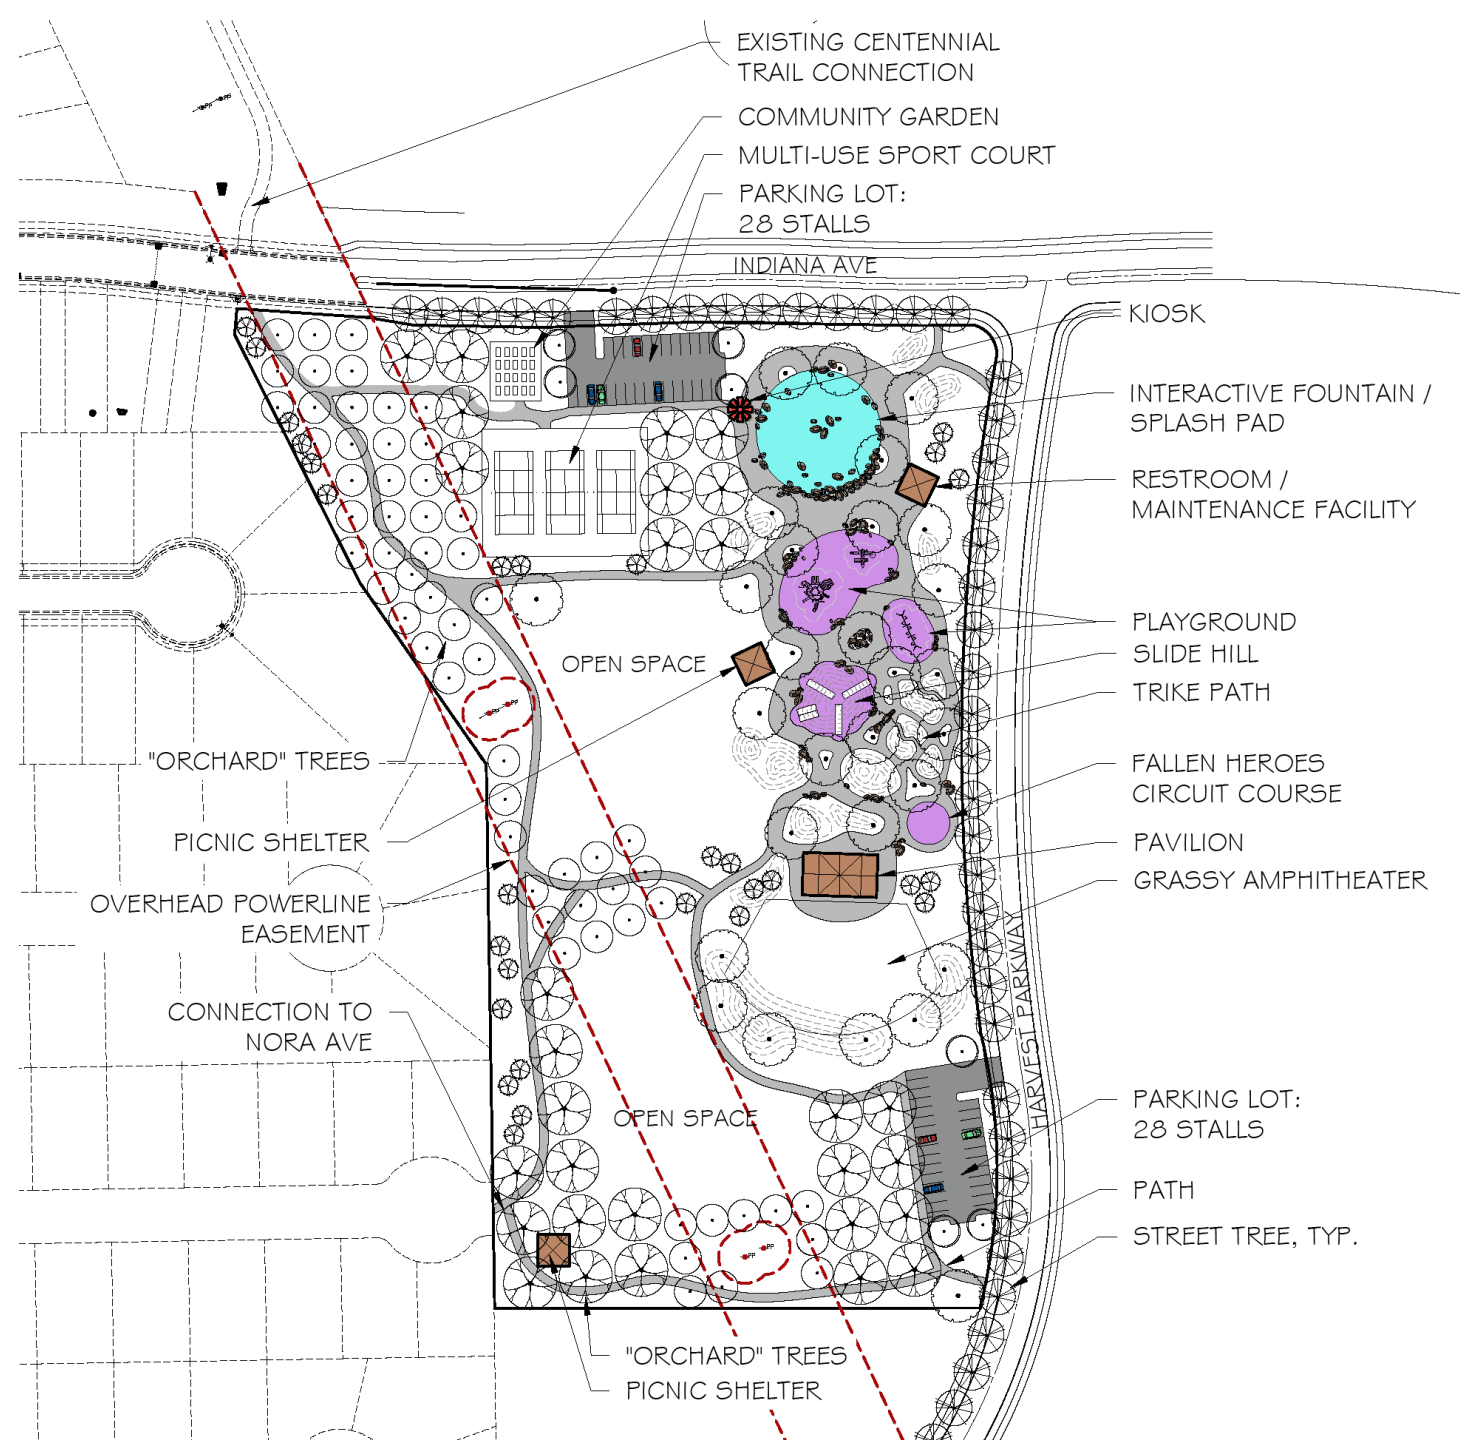 EXISTING CENTENNIAL
TRAIL CONNECTION
COMMUNITY GARDEN
MULTI-USE SPORT COURT
PARKING LOT:
28 STALLS
INDIANA AVE
KIOSK
INTERACTIVE FOUNTAIN /
SPLASH PAD
RESTROOM /
MAINTENANCE FACILITY
PLAYGROUND
SLIDE HILL
TRIKE PATH
OPEN SPACE
"ORCHARD" TREES
FALLEN HEROES
CIRCUIT COURSE
PICNIC SHELTER
PAVILION
GRASSY AMPHITHEATER
OVERHEAD POWERLINE
EASEMENT
CONNECTION TO
NORA AVE
HARVEST PARKWAY
OPEN SPACE
PARKING LOT:
28 STALLS
PATH
STREET TREE, TYP.
"ORCHARD" TREES
PICNIC SHELTER